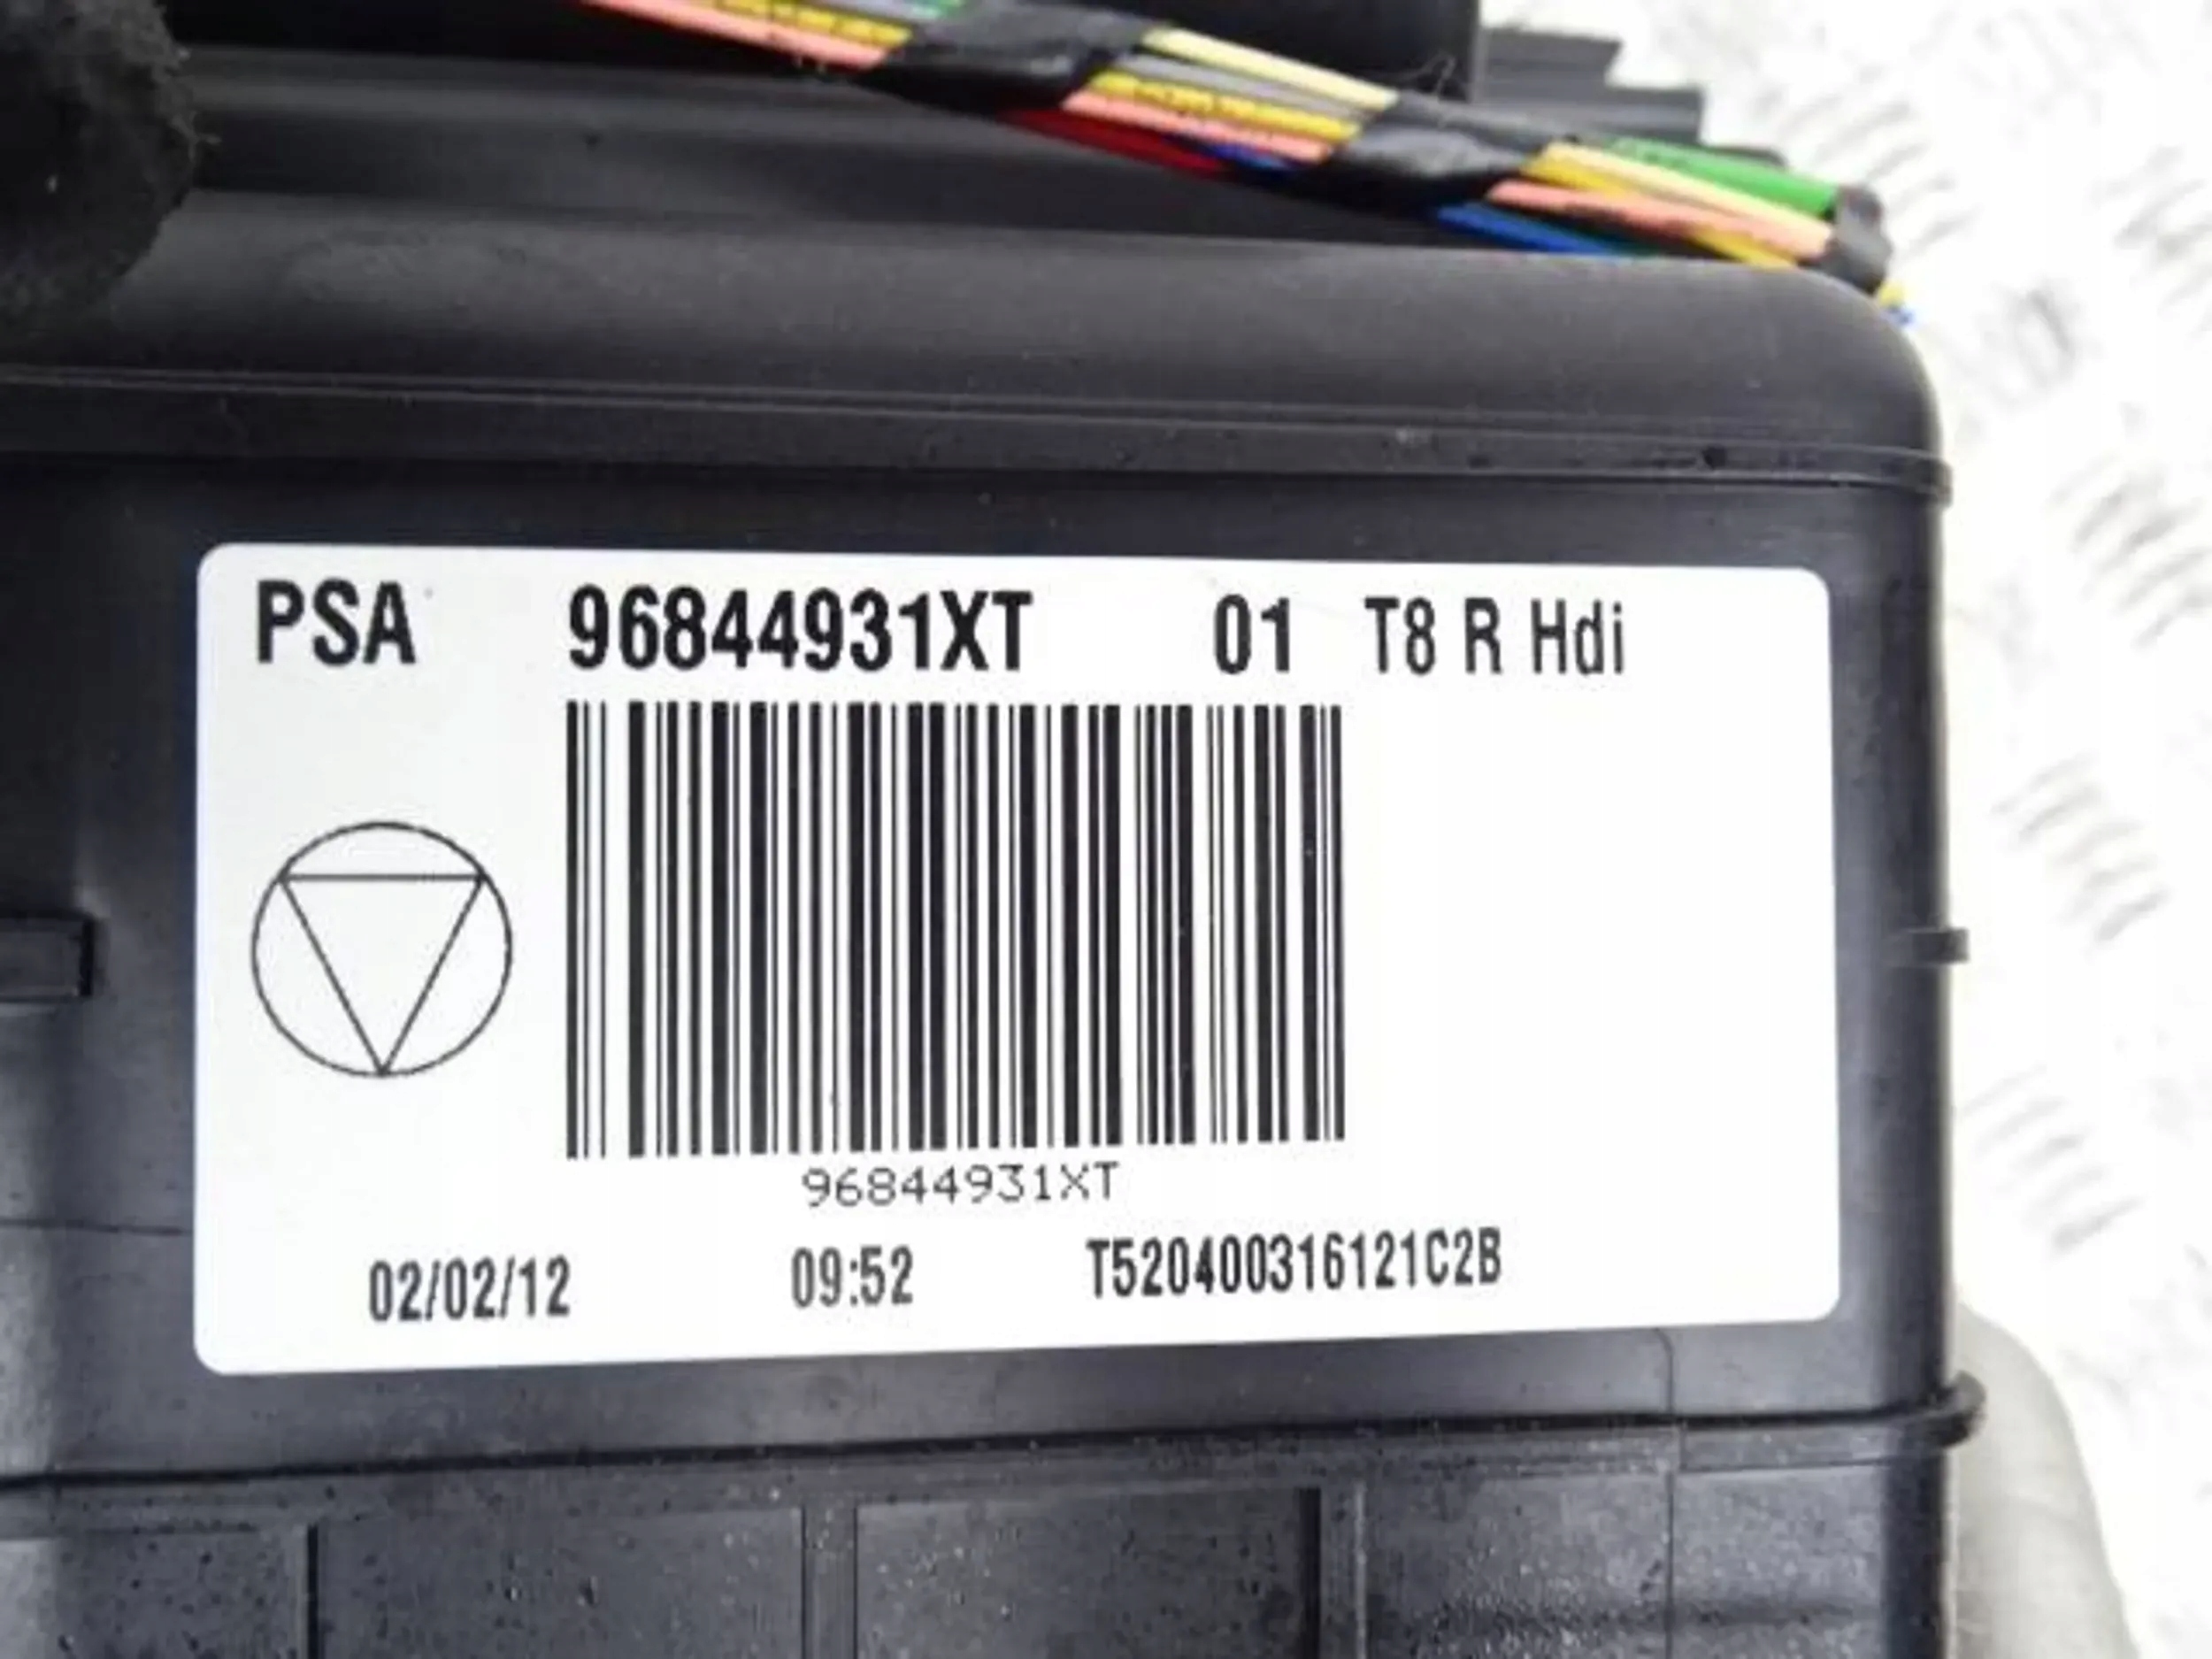 PSA 96844931XT 01 T8 R Hdi
96844931XT
02/02/12 09:52 T520400316121C2B